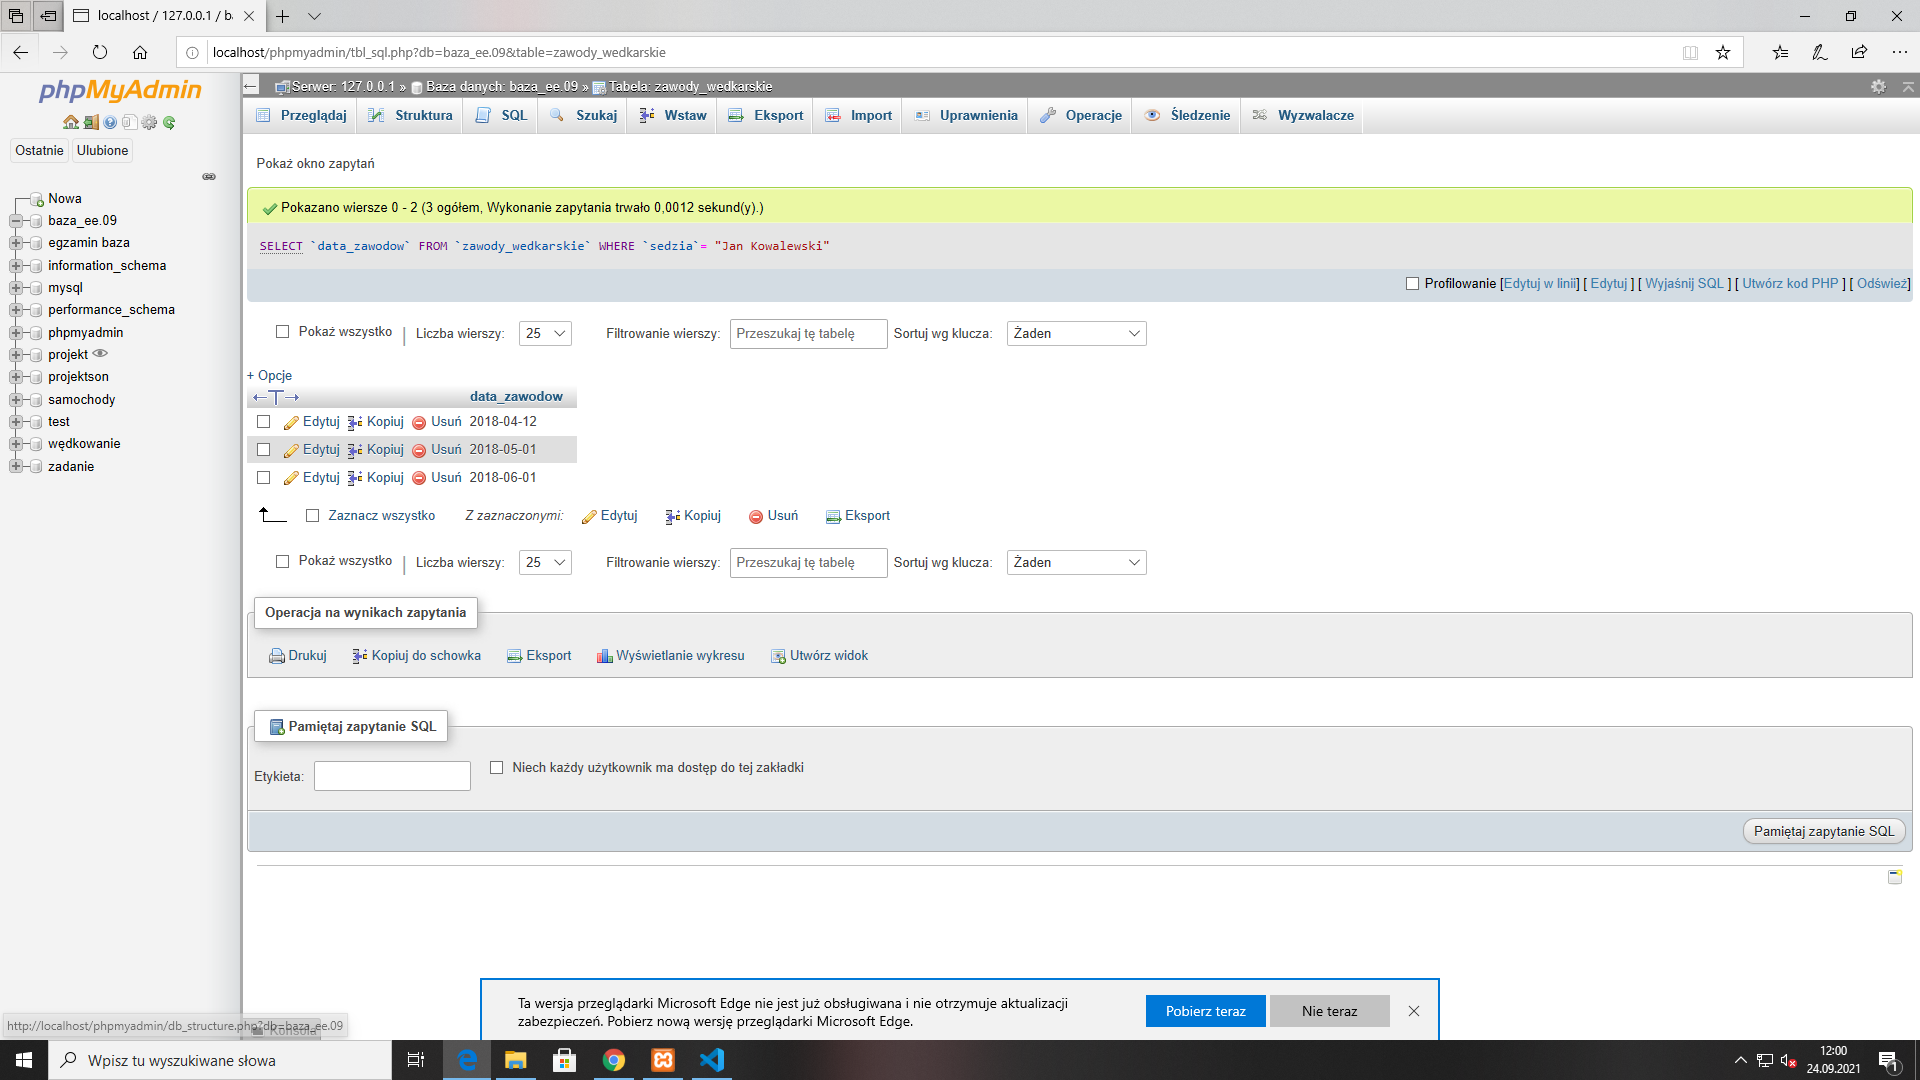 localhost / 127.0.0.1 / ba
localhost/phpmyadmin/tbl_sql.php?db=baza_ee.09&table=zawody_wedkarskie
phpMyAdmin
Ostatnie Ulubione
Nowa
baza_ee.09
egzamin baza
information_schema
mysql
performance_schema
phpmyadmin
projekt
projektson
samochody
test
wędkowanie
zadanie
Serwer: 127.0.0.1 » Baza danych: baza_ee.09 » Tabela: zawody_wedkarskie
Przeglądaj Struktura SQL Szukaj Wstaw Eksport Import Uprawnienia Operacje Śledzenie Wyzwalacze
Pokaż okno zapytań
Pokazano wiersze 0 - 2 (3 ogółem, Wykonanie zapytania trwało 0,0012 sekund(y).)
SELECT `data_zawodow` FROM `zawody_wedkarskie` WHERE `sedzia`= "Jan Kowalewski"
Profilowanie [Edytuj w linii] [ Edytuj ] [ Wyjaśnij SQL ] [ Utwórz kod PHP ] [ Odśwież]
Pokaż wszystko | Liczba wierszy: 25 Filtrowanie wierszy: Przeszukaj tę tabelę Sortuj wg klucza: Żaden
+ Opcje
←T→ data_zawodow
Edytuj Kopiuj Usuń 2018-04-12
Edytuj Kopiuj Usuń 2018-05-01
Edytuj Kopiuj Usuń 2018-06-01
Zaznacz wszystko Z zaznaczonymi: Edytuj Kopiuj Usuń Eksport
Pokaż wszystko | Liczba wierszy: 25 Filtrowanie wierszy: Przeszukaj tę tabelę Sortuj wg klucza: Żaden
Operacja na wynikach zapytania
Drukuj Kopiuj do schowka Eksport Wyświetlanie wykresu Utwórz widok
Pamiętaj zapytanie SQL
Etykieta: Niech każdy użytkownik ma dostęp do tej zakładki
Pamiętaj zapytanie SQL
Ta wersja przeglądarki Microsoft Edge nie jest już obsługiwana i nie otrzymuje aktualizacji
zabezpieczeń. Pobierz nową wersję przeglądarki Microsoft Edge.
Pobierz teraz Nie teraz
http://localhost/phpmyadmin/db_structure.php?db=baza_ee.09
Konsola
Wpisz tu wyszukiwane słowa
12:00
24.09.2021
1